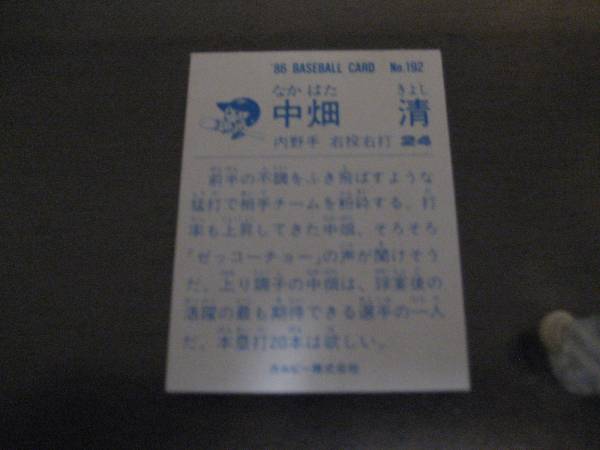 '86 BASEBALL CARD No.192
なか はた きよし
中畑 清
内野手 右投右打 24
前半の不調をふき飛ばすような
猛打で相手チームを粉砕する。打
率も上昇してきた中畑、そろそろ
「ゼッコーチョー」の声が聞けそう
だ。上り調子の中畑は、球宴後の
活躍の最も期待できる選手の一人
だ。本塁打20本は欲しい。
カルビー株式会社